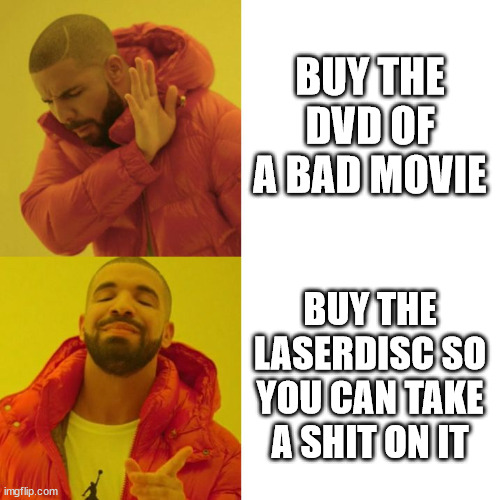 BUY THE
DVD OF
A BAD MOVIE
BUY THE
LASERDISC SO
YOU CAN TAKE
A SHIT ON IT
imgflip.com